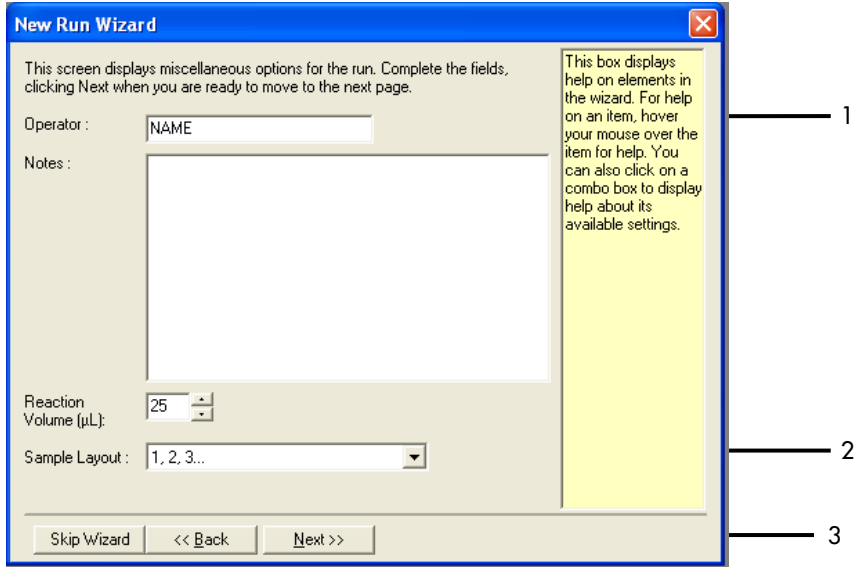 New Run Wizard
This screen displays miscellaneous options for the run. Complete the fields,
clicking Next when you are ready to move to the next page.
Operator :
NAME
Notes :
Reaction
Volume (µL):
25
Sample Layout :
1, 2, 3...
This box displays
help on elements in
the wizard. For help
on an item, hover
your mouse over the
item for help. You
can also click on a
combo box to display
help about its
available settings.
Skip Wizard
<< Back
Next >>
1
2
3